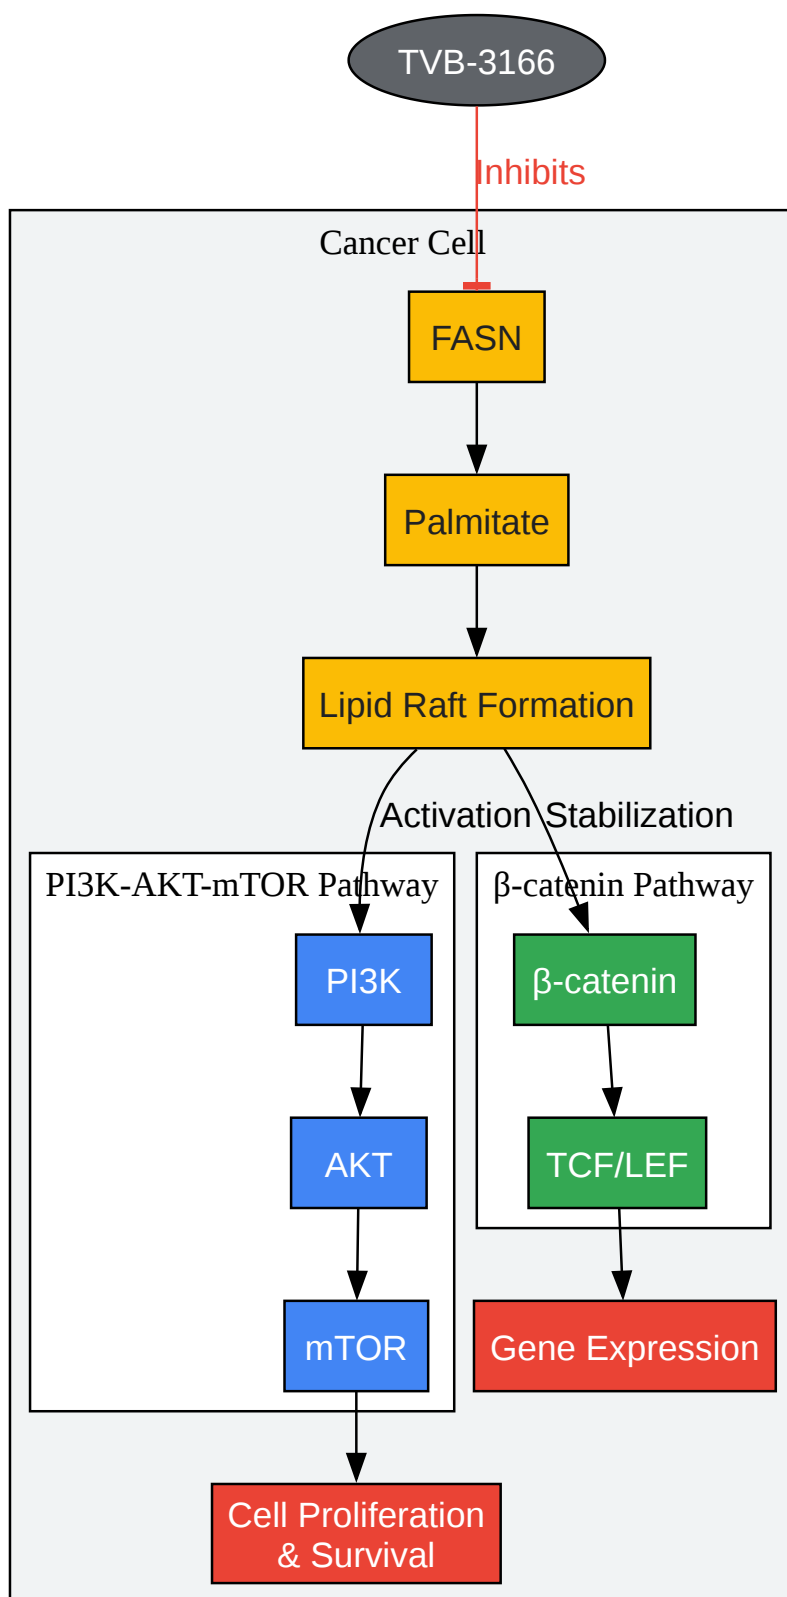 TVB-3166
Inhibits
Cancer Cell
FASN
Palmitate
Lipid Raft Formation
Activation
Stabilization
PI3K-AKT-mTOR Pathway
β-catenin Pathway
PI3K
β-catenin
AKT
TCF/LEF
mTOR
Gene Expression
Cell Proliferation
& Survival